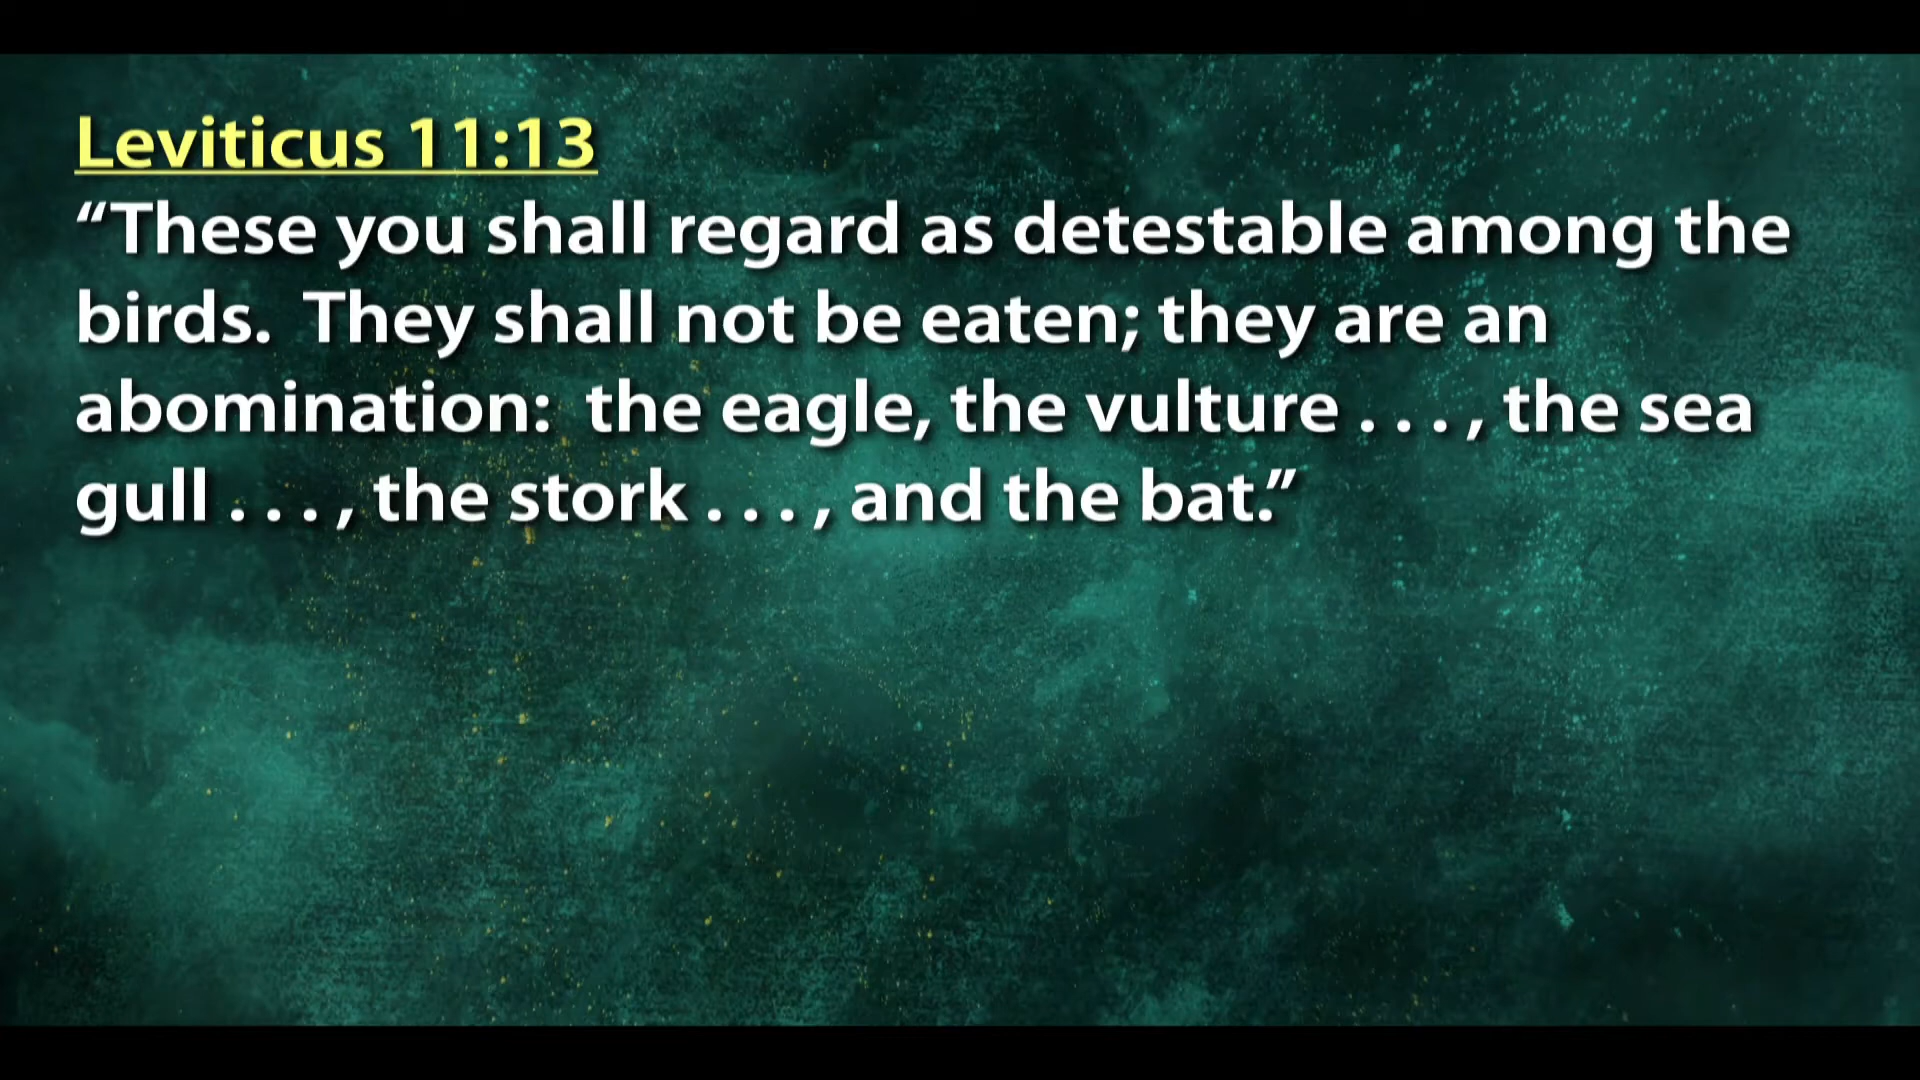 Leviticus 11:13
“These you shall regard as detestable among the
birds.  They shall not be eaten; they are an
abomination:  the eagle, the vulture . . . , the sea
gull . . . , the stork . . . , and the bat.”